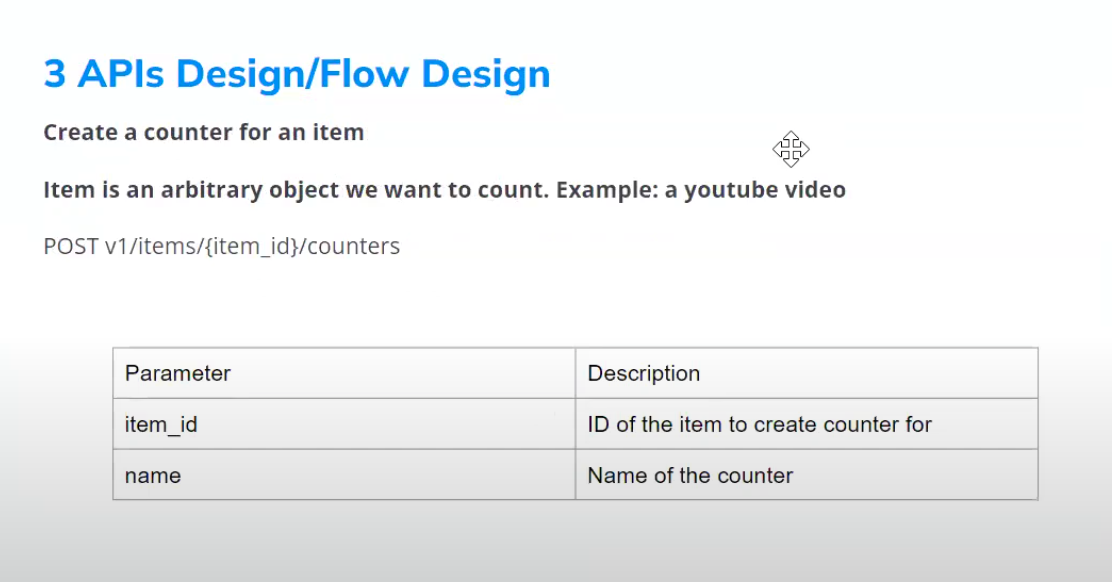 3 APIs Design/Flow Design
Create a counter for an item
Item is an arbitrary object we want to count. Example: a youtube video
POST v1/items/{item_id}/counters
Parameter Description
item_id ID of the item to create counter for
name Name of the counter